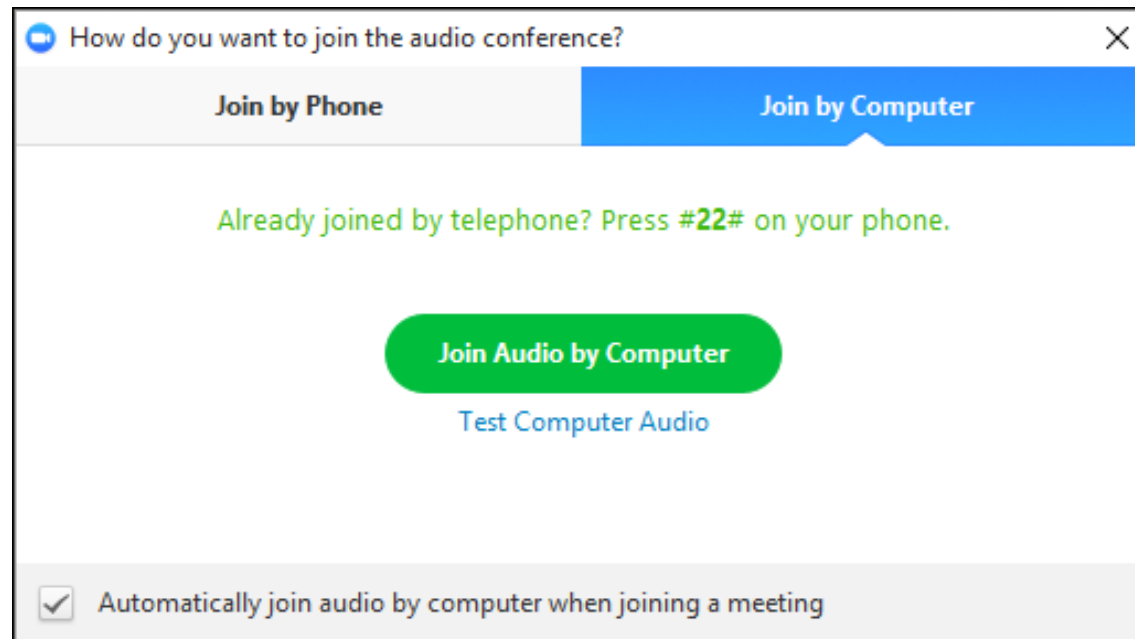 How do you want to join the audio conference?
Join by Phone
Join by Computer
Already joined by telephone? Press #22# on your phone.
Join Audio by Computer
Test Computer Audio
Automatically join audio by computer when joining a meeting